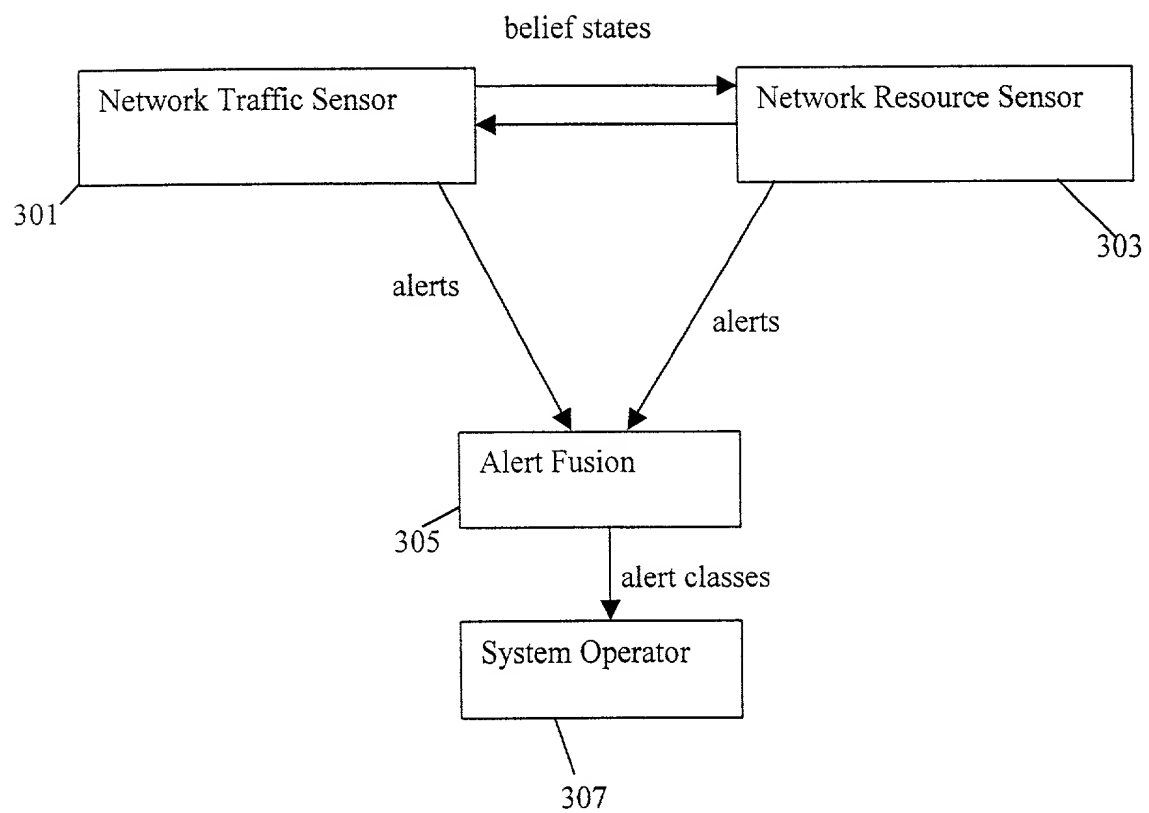 belief states
Network Traffic Sensor
Network Resource Sensor
301
303
alerts
alerts
Alert Fusion
305
alert classes
System Operator
307